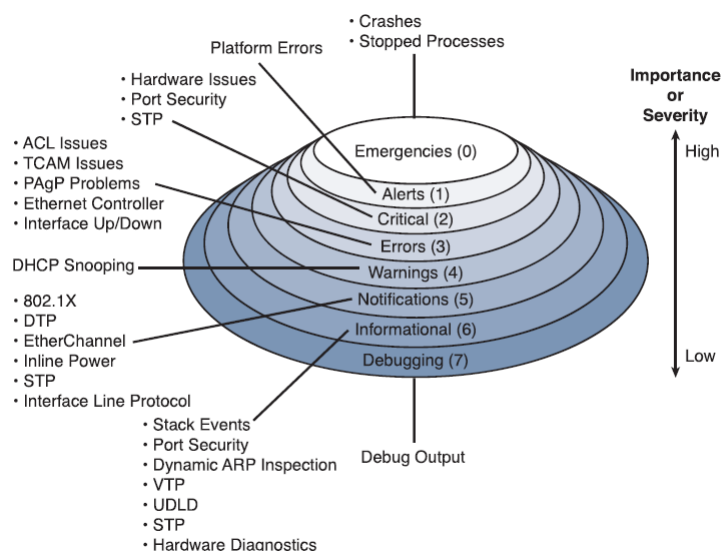 • Crashes
• Stopped Processes
Platform Errors
• Hardware Issues
• Port Security
• STP
Importance
or
Severity
High
Low
• ACL Issues
• TCAM Issues
• PAgP Problems
• Ethernet Controller
• Interface Up/Down
DHCP Snooping
• 802.1X
• DTP
• EtherChannel
• Inline Power
• STP
• Interface Line Protocol
Emergencies (0)
Alerts (1)
Critical (2)
Errors (3)
Warnings (4)
Notifications (5)
Informational (6)
Debugging (7)
• Stack Events
• Port Security
• Dynamic ARP Inspection
• VTP
• UDLD
• STP
• Hardware Diagnostics
Debug Output